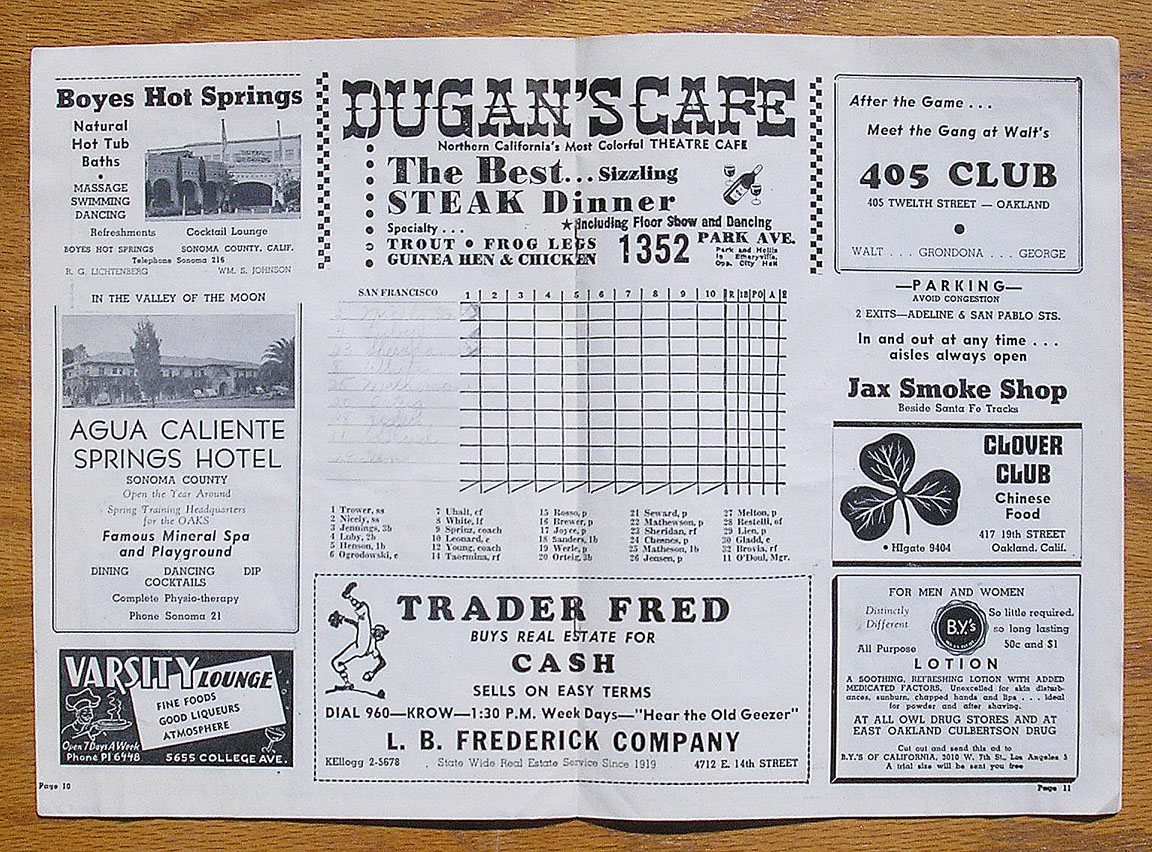 Boyes Hot Springs
Natural
Hot Tub
Baths
•
MASSAGE
SWIMMING
DANCING
Refreshments Cocktail Lounge
BOYES HOT SPRINGS SONOMA COUNTY, CALIF.
Telephone Sonoma 216
R. G. LICHTENBERG WM. S. JOHNSON
IN THE VALLEY OF THE MOON
AGUA CALIENTE
SPRINGS HOTEL
SONOMA COUNTY
Open the Year Around
Spring Training Headquarters
for the OAKS
Famous Mineral Spa
and Playground
DINING DANCING DIP
COCKTAILS
Complete Physio-therapy
Phone Sonoma 21
VARSITY LOUNGE
FINE FOODS
GOOD LIQUEURS
ATMOSPHERE
Open 7 Days A Week
Phone PI 6448 5655 COLLEGE AVE.
Page 10
DUGAN'S CAFE
Northern California's Most Colorful THEATRE CAFE
The Best... Sizzling
STEAK Dinner
★ Including Floor Show and Dancing
Specialty . . .
TROUT • FROG LEGS
GUINEA HEN & CHICKEN
1352 PARK AVE.
Park and Hollis
in Emeryville,
Opp. City Hall
SAN FRANCISCO 1 2 3 4 5 6 7 8 9 10 R 1B PO A E
1 Trower, ss
2 Nicely, ss
3 Jennings, 3b
4 Luby, 2b
5 Henson, 1b
Ogrodowski, c
7 Uhalt, cf
8 White, lf
9 Sprinz, coach
10 Leonard, c
12 Young, coach
14 Taormina, rf
15 Rosso, p
16 Brewer, p
17 Joyce, p
18 Sanders, 1b
19 Werle, p
20 Orteig, 3b
21 Seward, p
22 Mathewson, p
23 Sheridan, rf
24 Chesnes, p
25 Matheson, 1b
26 Jensen, p
27 Melton, p
28 Restelli, of
29 Lien, p
30 Gladd, c
32 Brovia, rf
11 O'Doul, Mgr.
TRADER FRED
BUYS REAL ESTATE FOR
CASH
SELLS ON EASY TERMS
DIAL 960—KROW—1:30 P.M. Week Days—"Hear the Old Geezer"
L. B. FREDERICK COMPANY
KEllogg 2-5678 State Wide Real Estate Service Since 1919 4712 E. 14th STREET
After the Game . . .
Meet the Gang at Walt's
405 CLUB
405 TWELTH STREET — OAKLAND
•
WALT . . . GRONDONA . . . GEORGE
—PARKING—
AVOID CONGESTION
2 EXITS—ADELINE & SAN PABLO STS.
In and out at any time . . .
aisles always open
Jax Smoke Shop
Beside Santa Fe Tracks
CLOVER
CLUB
Chinese
Food
417 19th STREET
• HIgate 9404 Oakland, Calif.
FOR MEN AND WOMEN
Distinctly
Different
B.Y.'s
So little required,
so long lasting
50c and $1
All Purpose
LOTION
A SOOTHING, REFRESHING LOTION WITH ADDED
MEDICATED FACTORS. Unexcelled for skin disturb-
ances, sunburn, chapped hands and lips . . . ideal
for powder and after shaving.
AT ALL OWL DRUG STORES AND AT
EAST OAKLAND CULBERTSON DRUG
Cut out and send this ad to
B.Y.'S OF CALIFORNIA, 3010 W. 7th St., Los Angeles 5
A trial size will be sent you free
Page 11